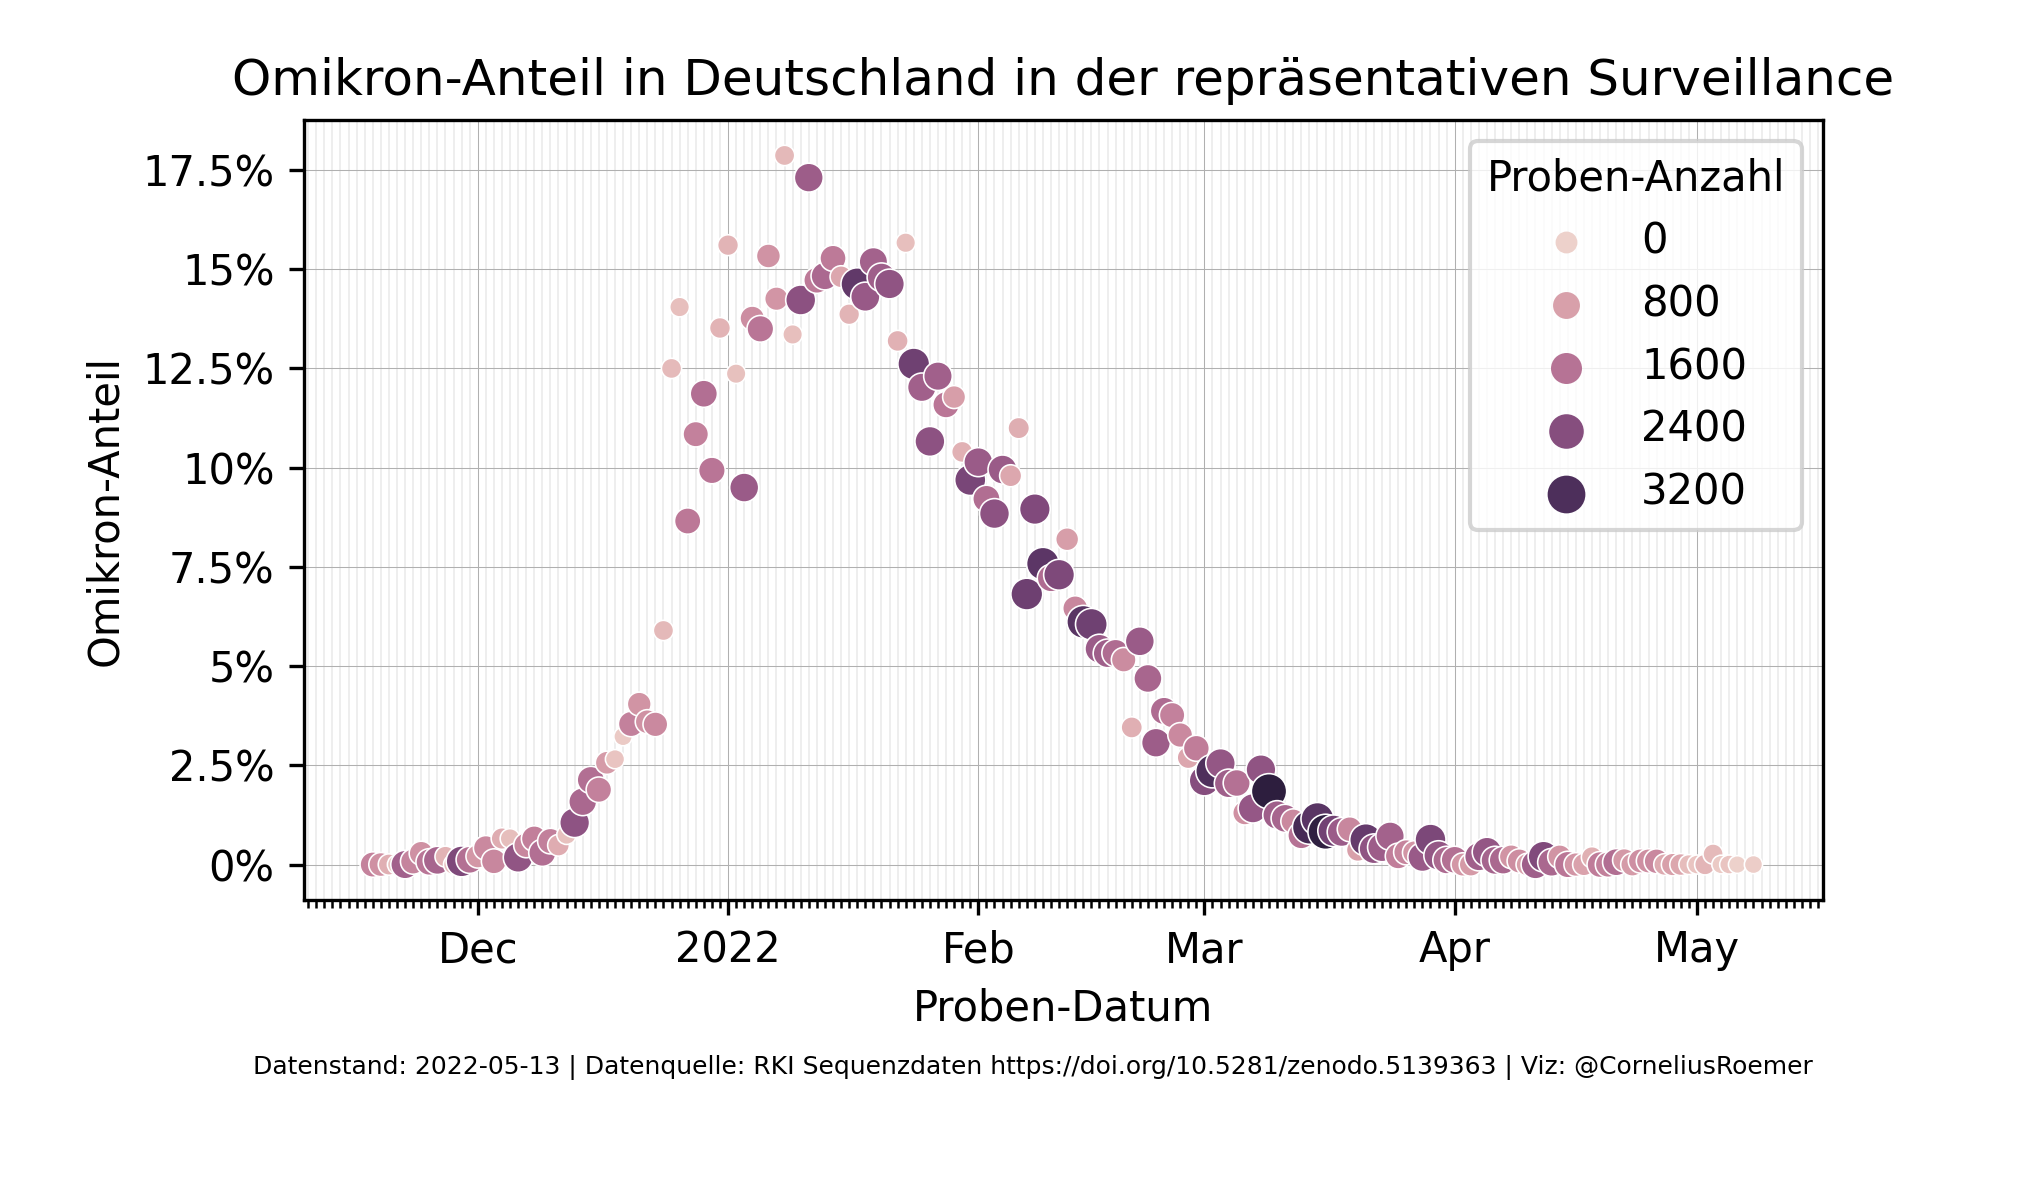 Omikron-Anteil in Deutschland in der repräsentativen Surveillance
Omikron-Anteil
17.5%
15%
12.5%
10%
7.5%
5%
2.5%
0%
Proben-Anzahl
0
800
1600
2400
3200
Dec
2022
Feb
Mar
Apr
May
Proben-Datum
Datenstand: 2022-05-13 | Datenquelle: RKI Sequenzdaten https://doi.org/10.5281/zenodo.5139363 | Viz: @CorneliusRoemer